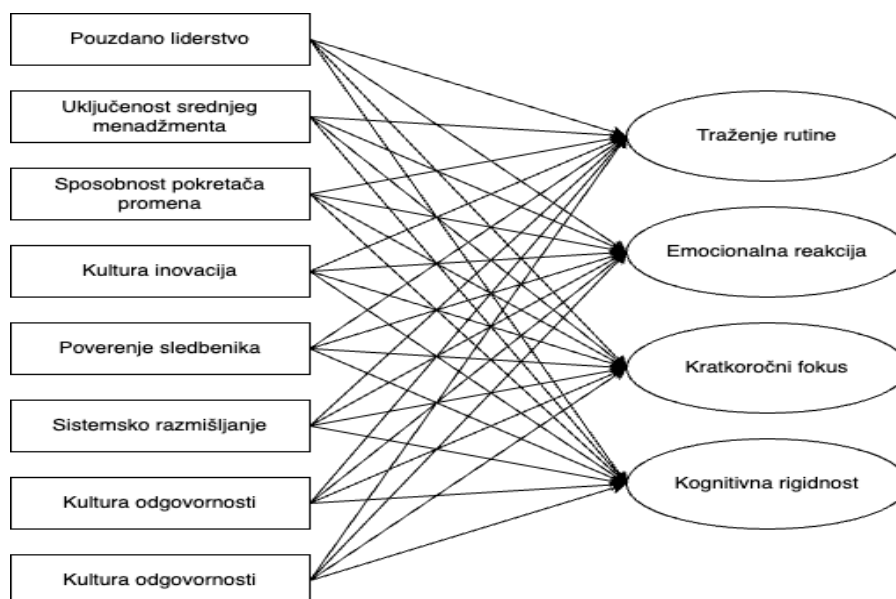 Pouzdano liderstvo
Uključenost srednjeg
menadžmenta
Sposobnost pokretača
promena
Kultura inovacija
Poverenje sledbenika
Sistemsko razmišljanje
Kultura odgovornosti
Kultura odgovornosti
Traženje rutine
Emocionalna reakcija
Kratkoročni fokus
Kognitivna rigidnost